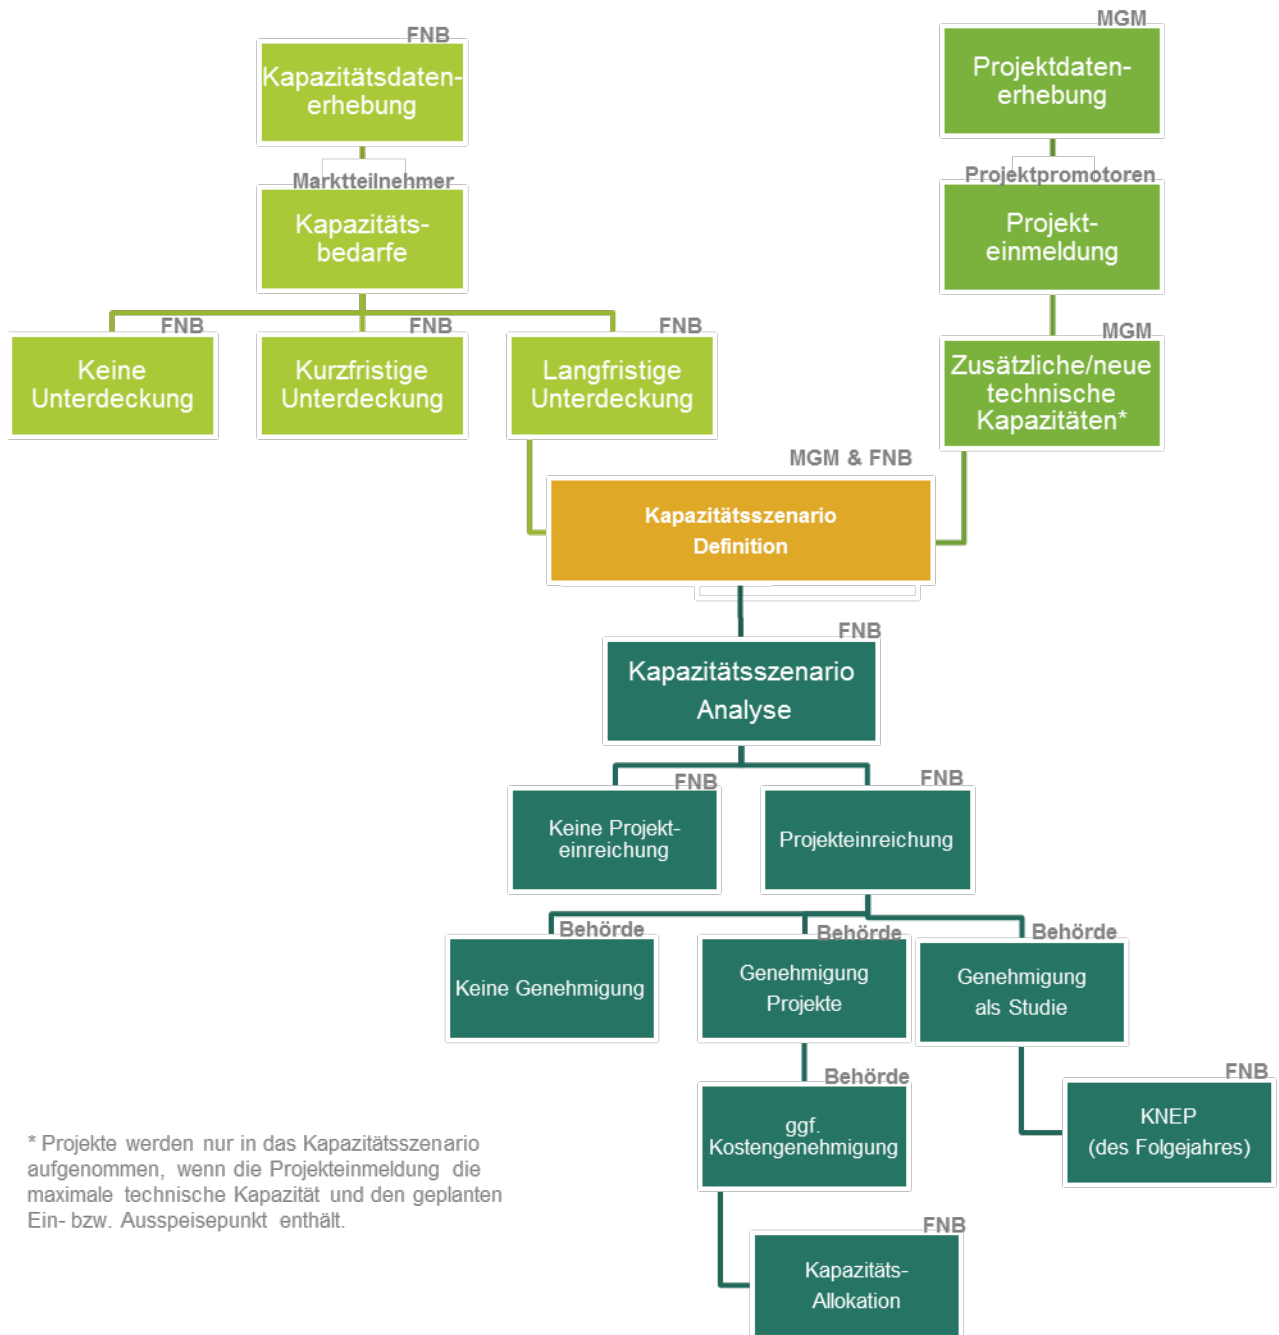 FNB
Kapazitätsdaten-
erhebung
MGM
Projektdaten-
erhebung
Marktteilnehmer
Kapazitäts-
bedarfe
Projektpromotoren
Projekt-
einmeldung
FNB
Keine
Unterdeckung
FNB
Kurzfristige
Unterdeckung
FNB
Langfristige
Unterdeckung
MGM
Zusätzliche/neue
technische
Kapazitäten*
MGM & FNB
Kapazitätsszenario
Definition
FNB
Kapazitätsszenario
Analyse
FNB
Keine Projekt-
einreichung
FNB
Projekteinreichung
Behörde
Keine Genehmigung
Behörde
Genehmigung
Projekte
Behörde
Genehmigung
als Studie
Behörde
ggf.
Kostengenehmigung
FNB
KNEP
(des Folgejahres)
* Projekte werden nur in das Kapazitätsszenario
aufgenommen, wenn die Projekteinmeldung die
maximale technische Kapazität und den geplanten
Ein- bzw. Ausspeisepunkt enthält.
FNB
Kapazitäts-
Allokation